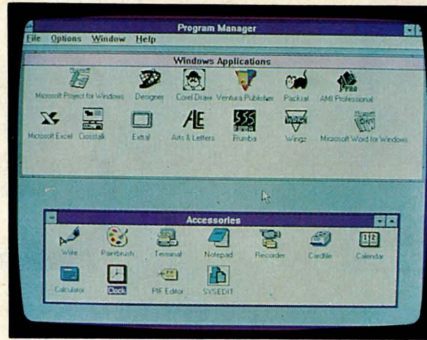 Program Manager
File Options Window Help
Windows Applications
Microsoft Project for Windows Designer Corel Draw Ventura Publisher Packrat AMI Professional
Microsoft Excel Crosstalk Extra! Arts & Letters Rumba Wingz Microsoft Word for Windows
Accessories
Write Paintbrush Terminal Notepad Recorder Cardfile Calendar
Calculator Clock PIF Editor SYSEDIT